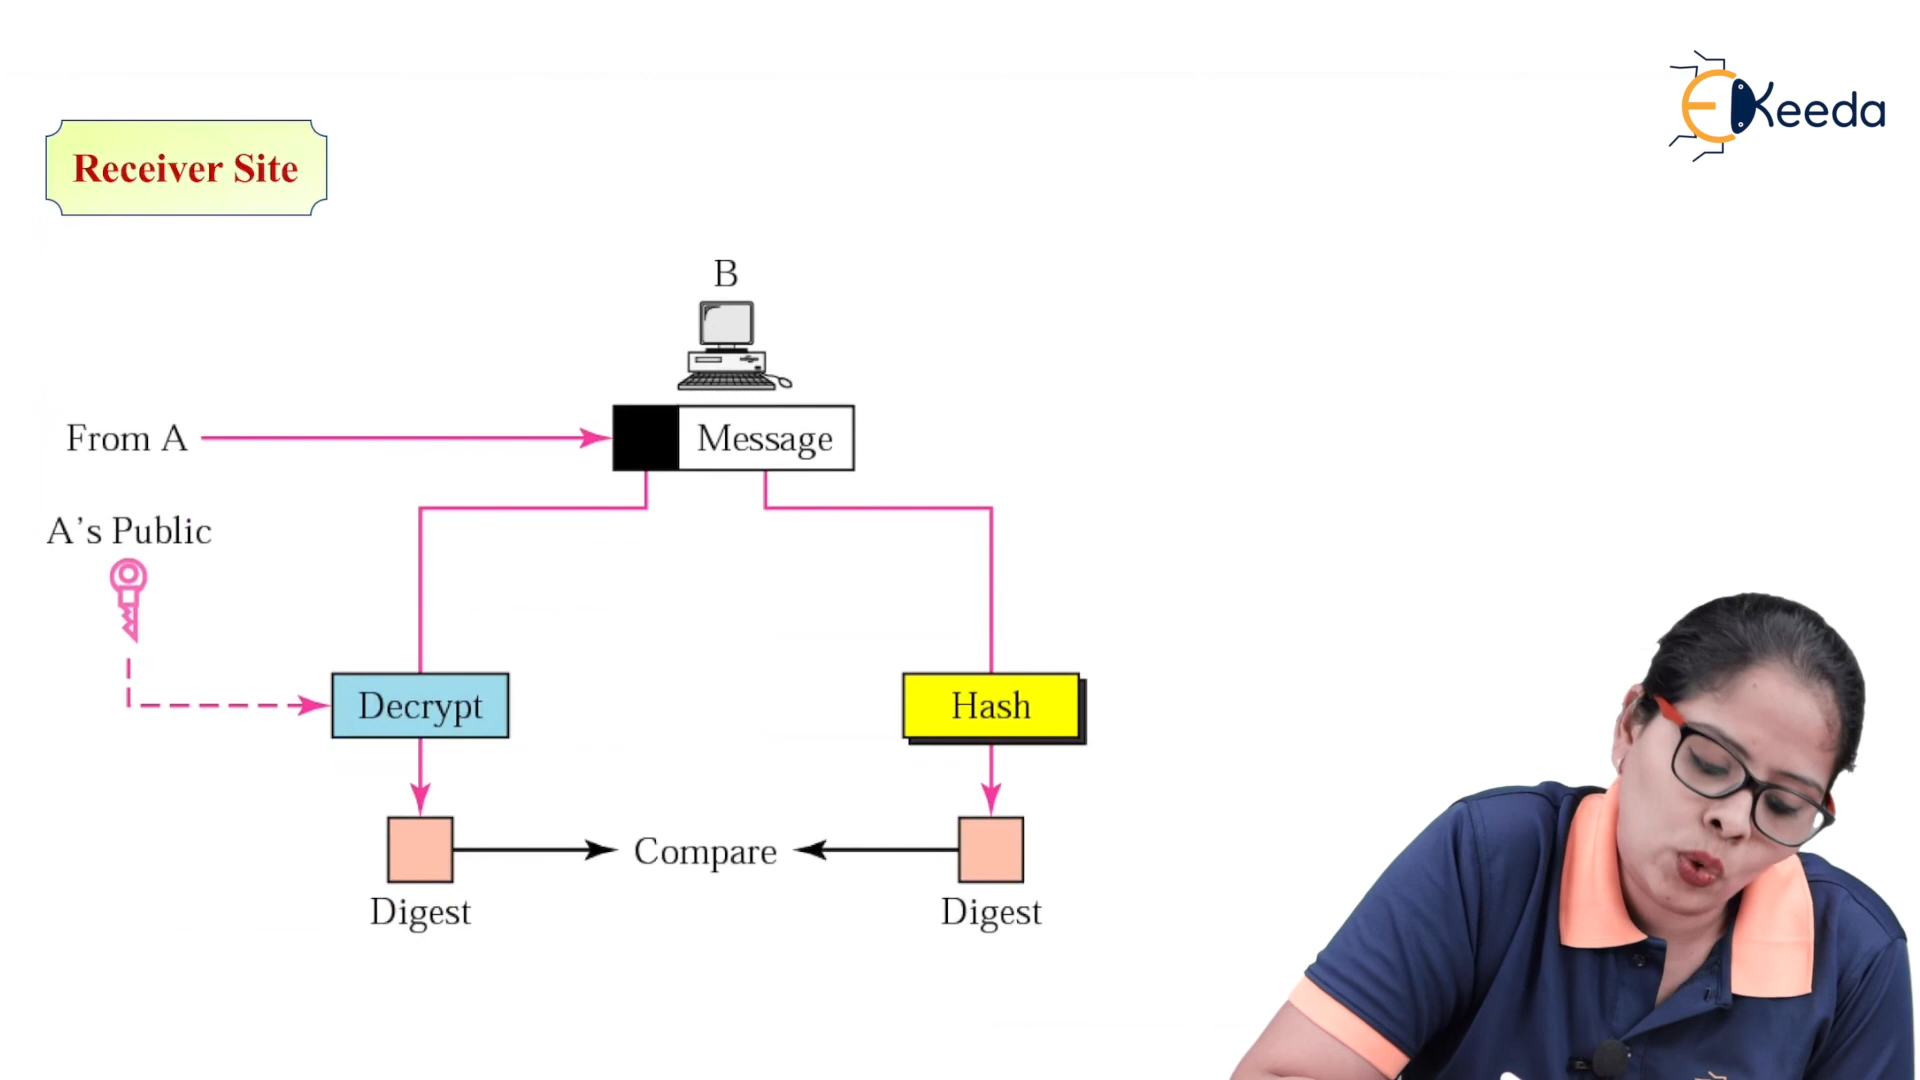 EKeeda
Receiver Site
B
From A
Message
A's Public
Decrypt
Hash
Compare
Digest
Digest